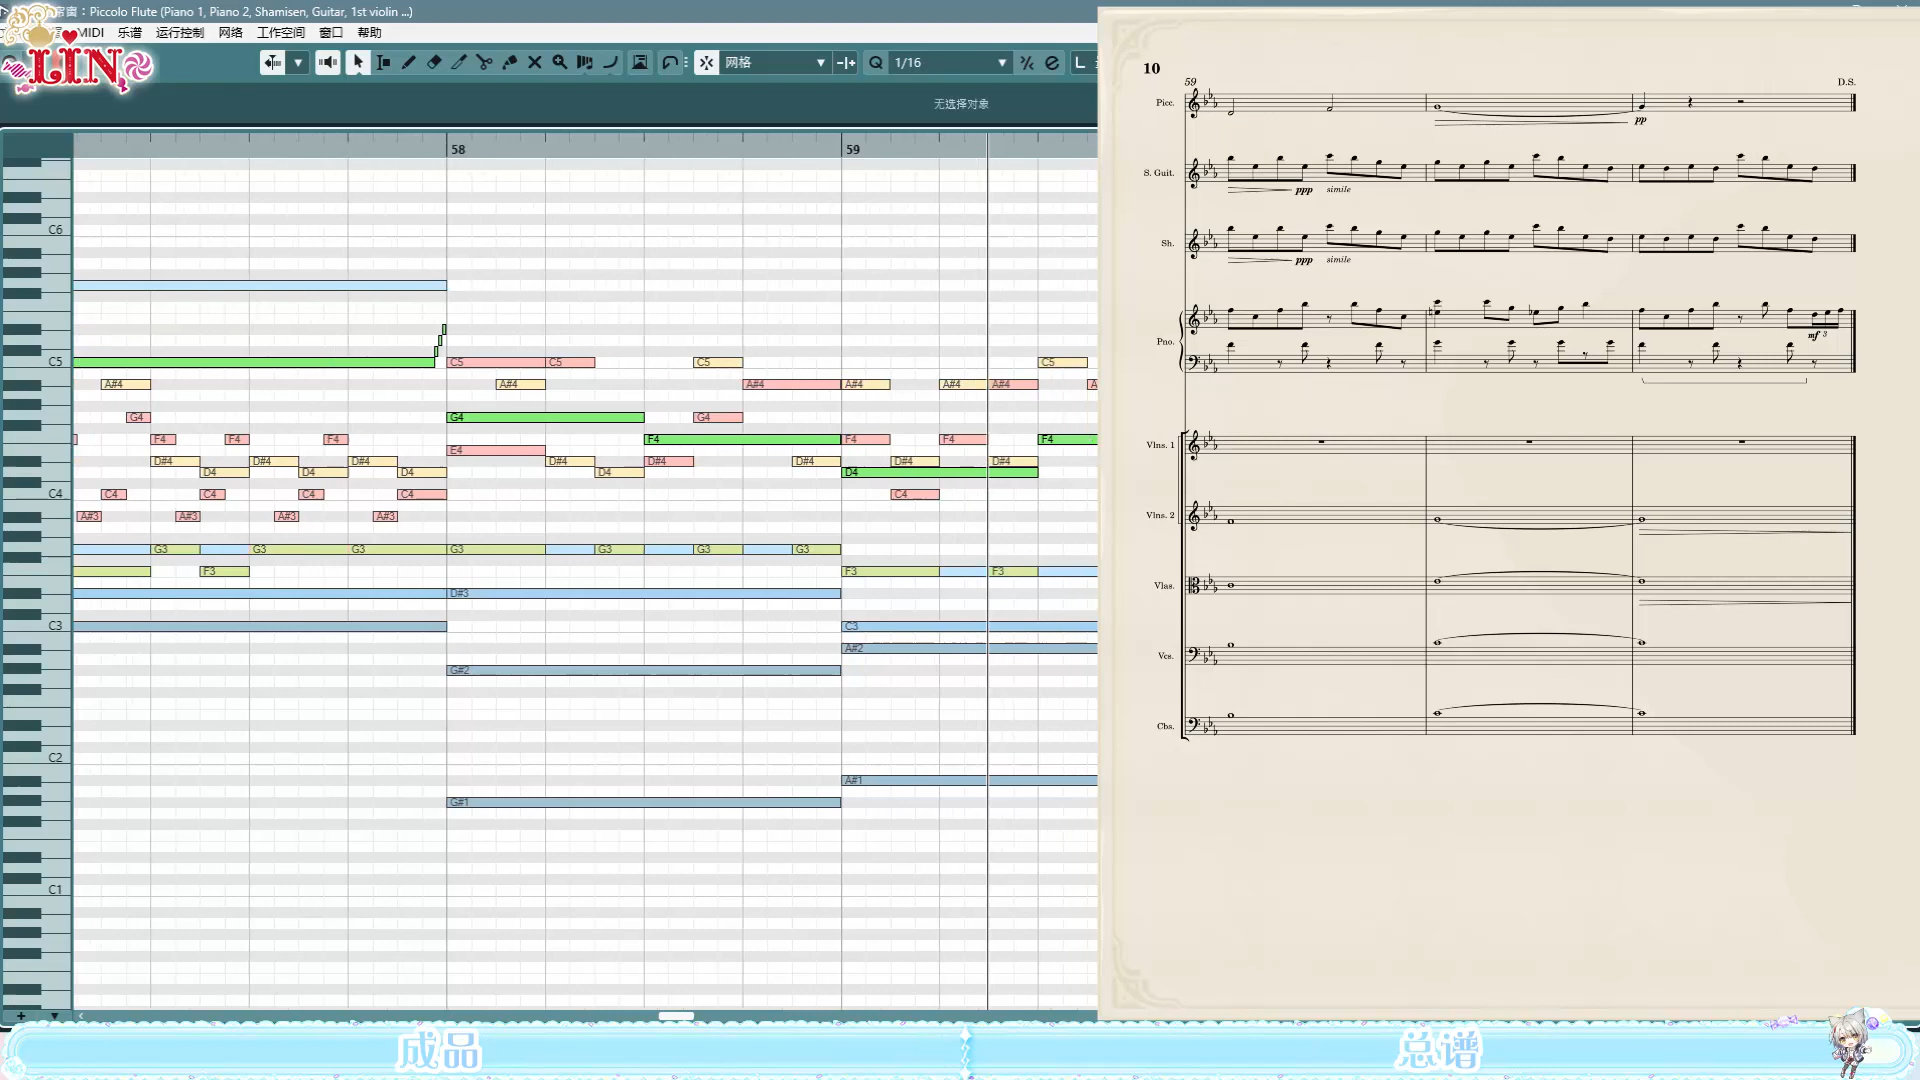 席窗：Piccolo Flute (Piano 1, Piano 2, Shamisen, Guitar, 1st violin ...)
MIDI 乐谱 运行控制 网络 工作空间 窗口 帮助
LIN
网格 Q 1/16 L
无选择对象
58 59
C6
C5
C4
C3
C2
C1
C5 C5 C5 C5
A#4 A#4 A#4 A#4 A#4 A#4 A
G4 G4 G4
F4 F4 F4 F4 F4 F4 F4
E4
D#4 D#4 D#4 D#4 D#4 D#4 D#4 D#4
D4 D4 D4 D4 D4
C4 C4 C4 C4 C4
A#3 A#3 A#3 A#3
G3 G3 G3 G3 G3 G3 G3
F3 F3 F3
D#3
C3
A#2
G#2
A#1
G#1
10
59
D.S.
Picc.
pp
S. Guit.
ppp simile
Sh.
ppp simile
Pno.
mf 3
Vlns. 1
Vlns. 2
Vlas.
Vcs.
Cbs.
成品
总谱